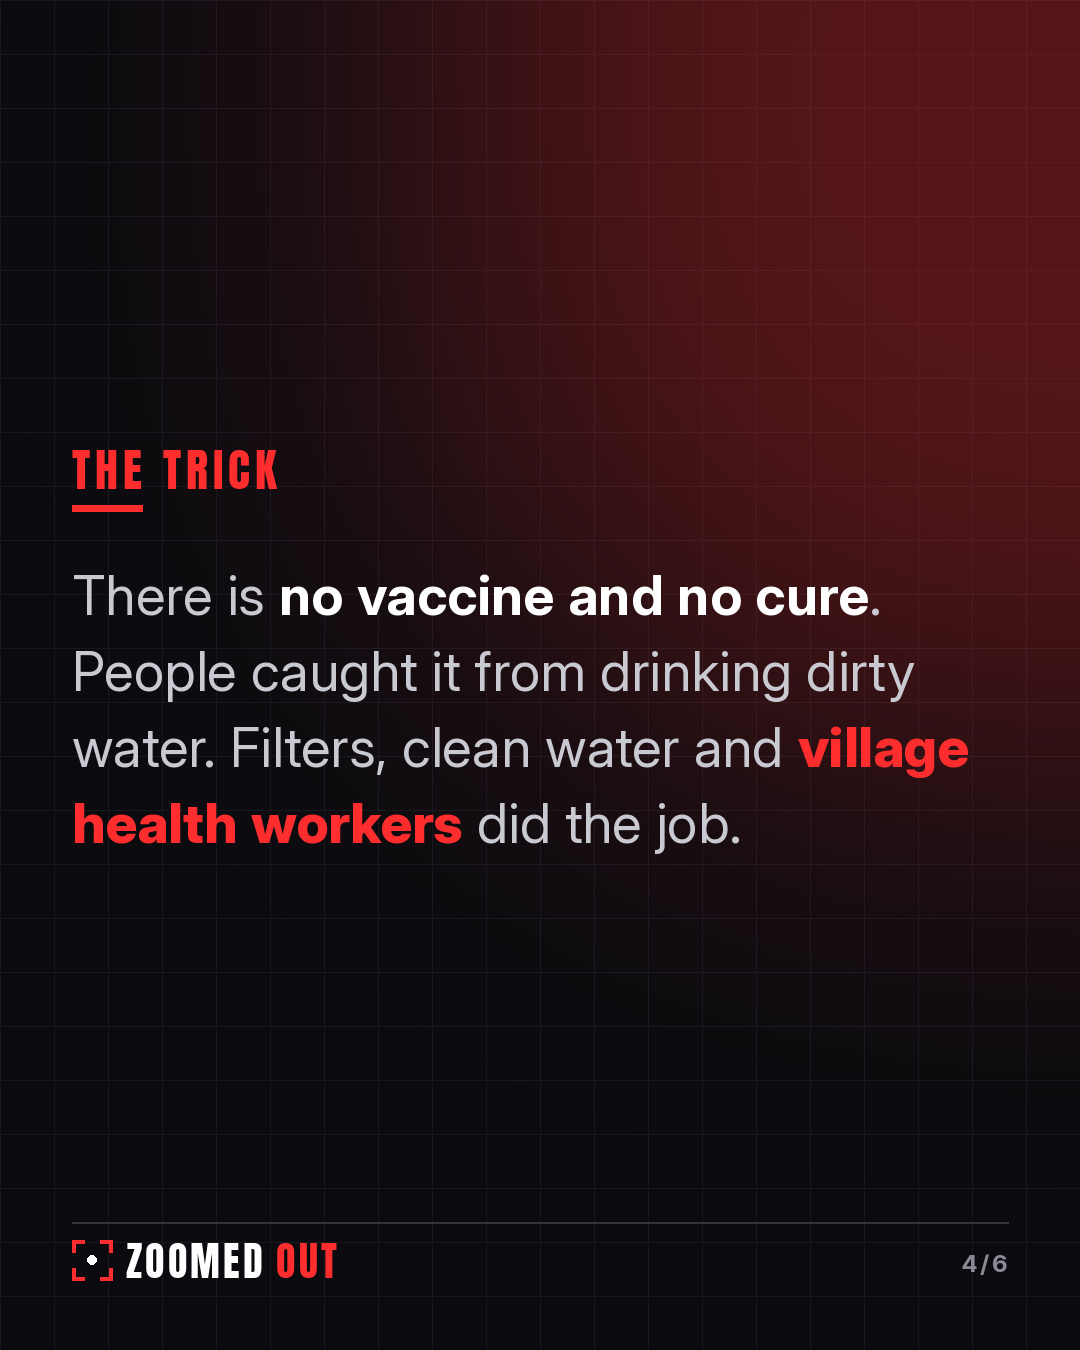 THE TRICK
There is no vaccine and no cure.
People caught it from drinking dirty
water. Filters, clean water and village
health workers did the job.
ZOOMED OUT
4/6